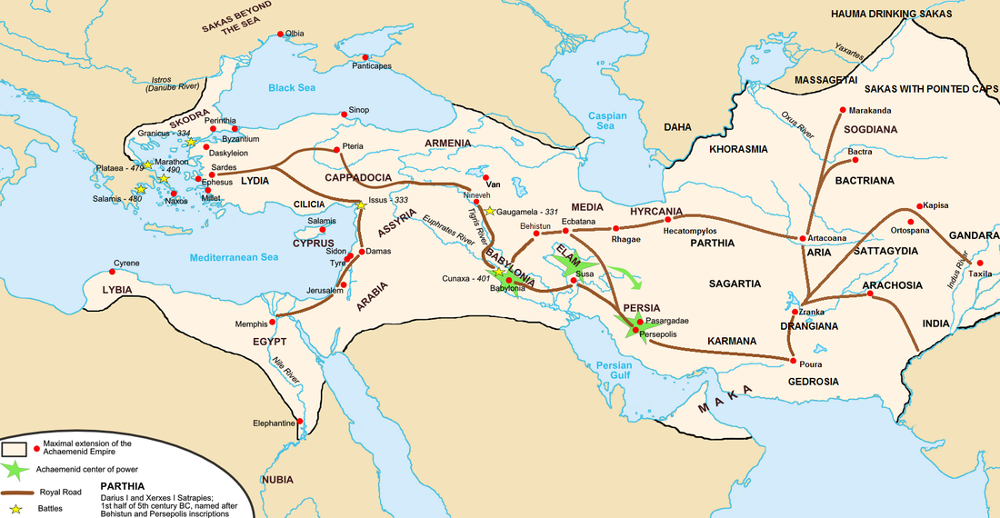 HAUMA DRINKING SAKAS
SAKAS BEYOND
THE SEA
Olbia
Panticapes
Yaxartes
Istros
(Danube River)
Black Sea
MASSAGETAI
SAKAS WITH POINTED CAPS
Sinop
Marakanda
SKODRA
Perinthia
Caspian
Sea
DAHA
Oxus River
SOGDIANA
Granicus - 334
Byzantium
Pteria
ARMENIA
KHORASMIA
Bactra
Daskyleion
Plataea - 479
Marathon
- 490
Sardes
Ephesus
LYDIA
CAPPADOCIA
Van
BACTRIANA
Salamis - 480
Naxos
Millet
CILICIA
Issus - 333
Nineveh
Gaugamela - 331
MEDIA
HYRCANIA
Kapisa
ASSYRIA
Tigris River
Salamis
Euphrates River
Behistun
Ecbatana
Hecatompylos
Ortospana
Rhagae
PARTHIA
Artacoana
GANDARA
CYPRUS
Sidon
Damas
ARIA
SATTAGYDIA
Mediterranean Sea
Tyre
BABYLONIA
ELAM
Indus River
Cyrene
Cunaxa - 401
Susa
Taxila
LYBIA
Jerusalem
ARABIA
Babylonia
SAGARTIA
ARACHOSIA
PERSIA
Zranka
Memphis
Pasargadae
DRANGIANA
INDIA
EGYPT
Persepolis
KARMANA
Nile River
Persian
Gulf
Poura
GEDROSIA
MAKA
Elephantine
NUBIA
Maximal extension of the
Achaemenid Empire
Achaemenid center of power
Royal Road
Battles
PARTHIA
Darius I and Xerxes I Satrapies;
1st half of 5th century BC, named after
Behistun and Persepolis inscriptions